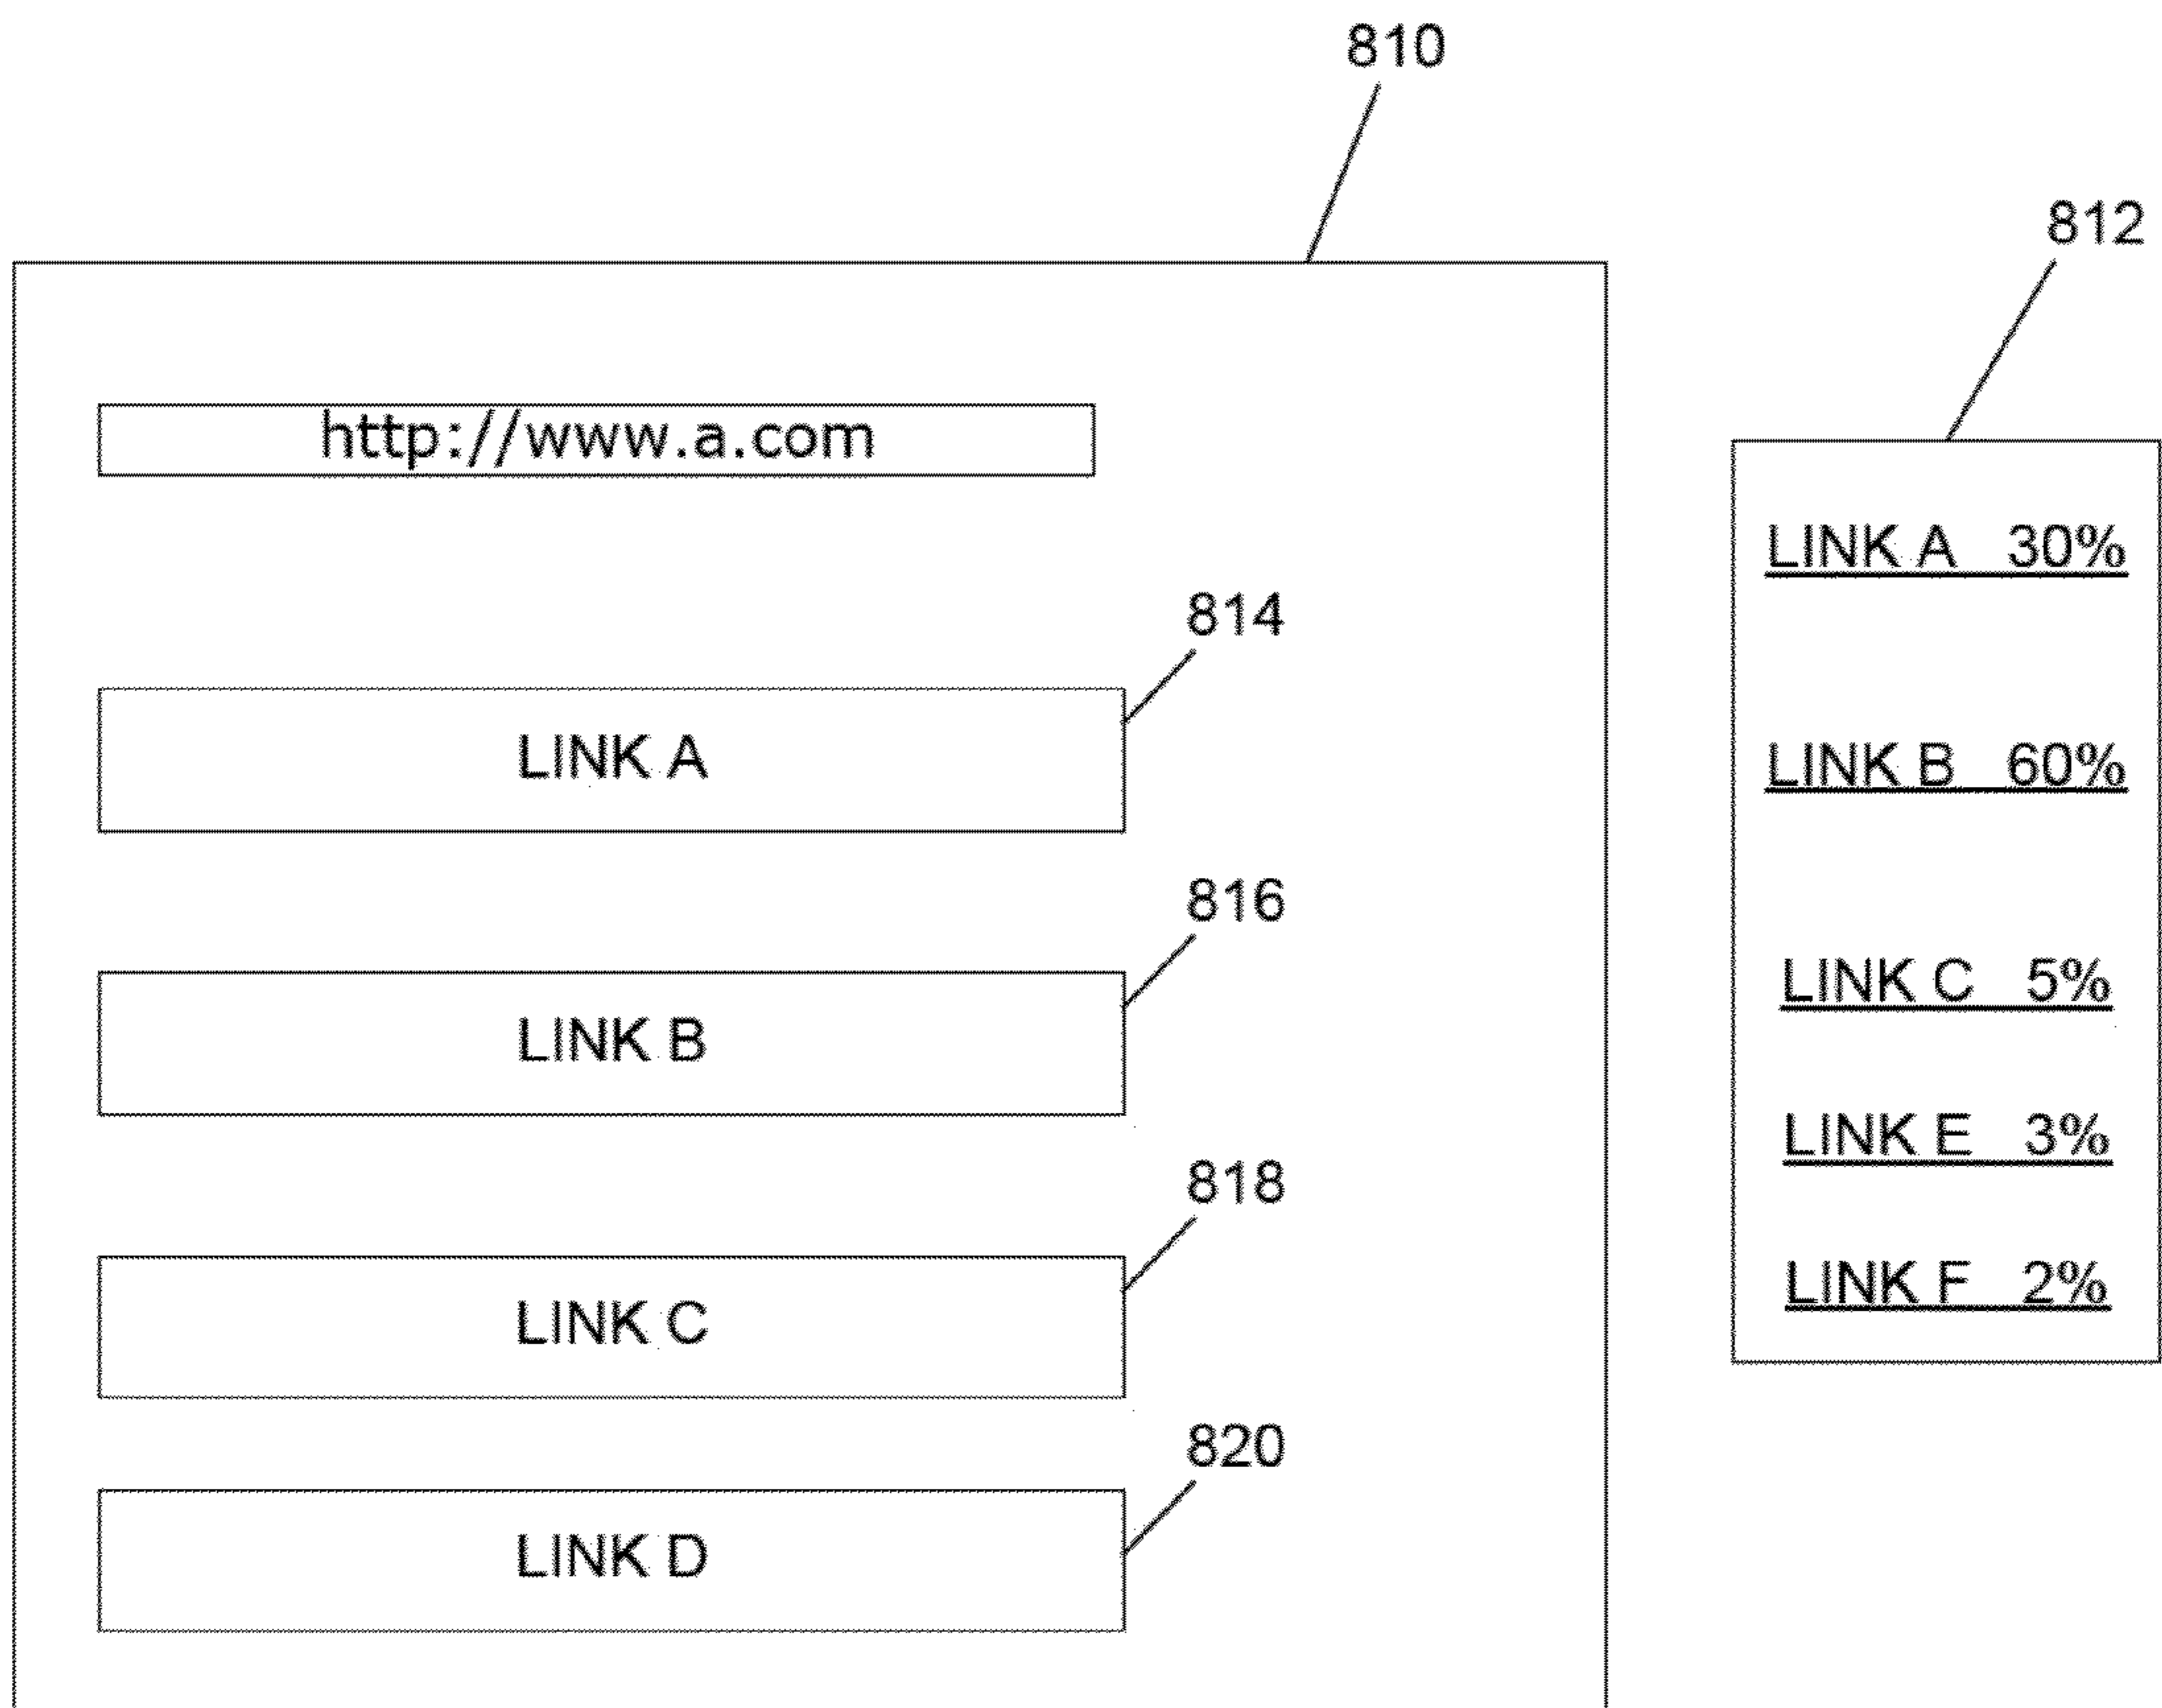 810
812
http://www.a.com
814
LINK A
816
LINK B
818
LINK C
820
LINK D
LINK A 30%
LINK B 60%
LINK C 5%
LINK E 3%
LINK F 2%